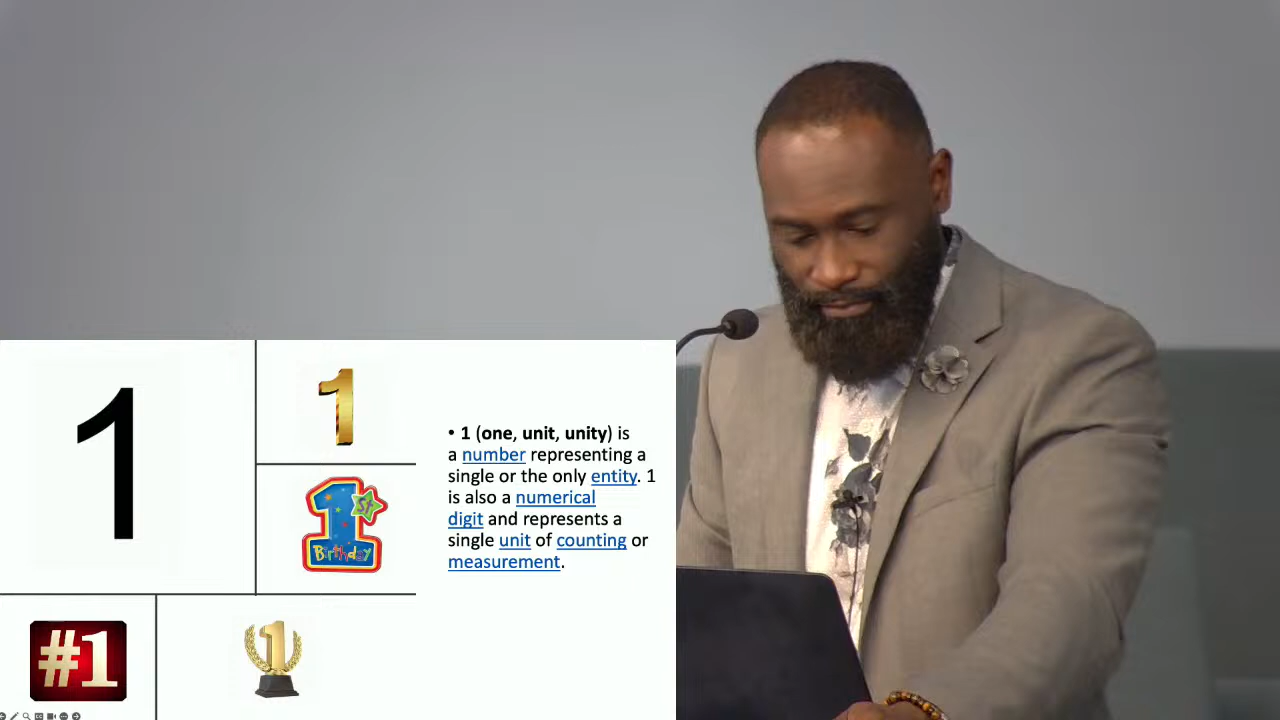 1
1
1st
Birthday
#1
1
• 1 (one, unit, unity) is
a number representing a
single or the only entity. 1
is also a numerical
digit and represents a
single unit of counting or
measurement.